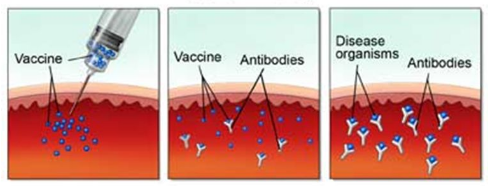 Vaccine
Vaccine
Antibodies
Disease
organisms
Antibodies